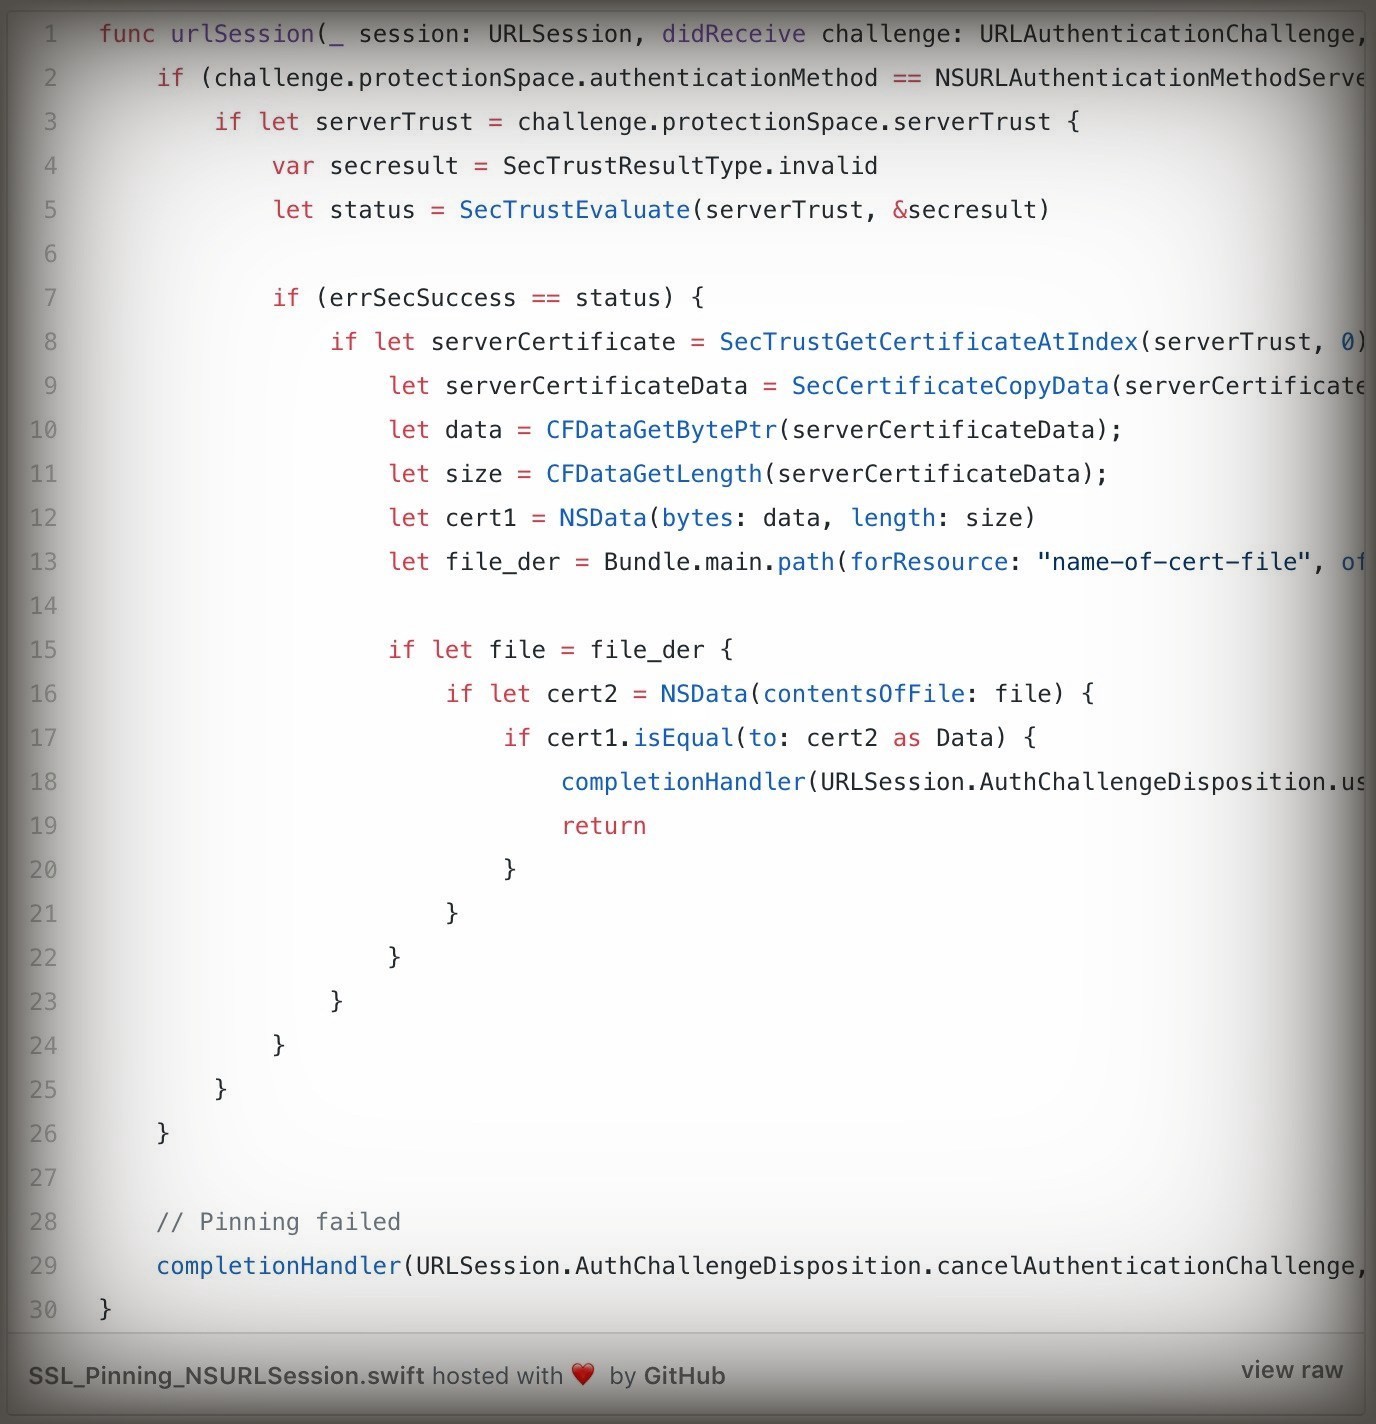 1 func urlSession(_ session: URLSession, didReceive challenge: URLAuthenticationChallenge,
2 if (challenge.protectionSpace.authenticationMethod == NSURLAuthenticationMethodServe
3 if let serverTrust = challenge.protectionSpace.serverTrust {
4 var secresult = SecTrustResultType.invalid
5 let status = SecTrustEvaluate(serverTrust, &secresult)
6
7 if (errSecSuccess == status) {
8 if let serverCertificate = SecTrustGetCertificateAtIndex(serverTrust, 0)
9 let serverCertificateData = SecCertificateCopyData(serverCertificate
10 let data = CFDataGetBytePtr(serverCertificateData);
11 let size = CFDataGetLength(serverCertificateData);
12 let cert1 = NSData(bytes: data, length: size)
13 let file_der = Bundle.main.path(forResource: "name-of-cert-file", of
14
15 if let file = file_der {
16 if let cert2 = NSData(contentsOfFile: file) {
17 if cert1.isEqual(to: cert2 as Data) {
18 completionHandler(URLSession.AuthChallengeDisposition.us
19 return
20 }
21 }
22 }
23 }
24 }
25 }
26 }
27
28 // Pinning failed
29 completionHandler(URLSession.AuthChallengeDisposition.cancelAuthenticationChallenge,
30 }
SSL_Pinning_NSURLSession.swift hosted with ❤ by GitHub view raw